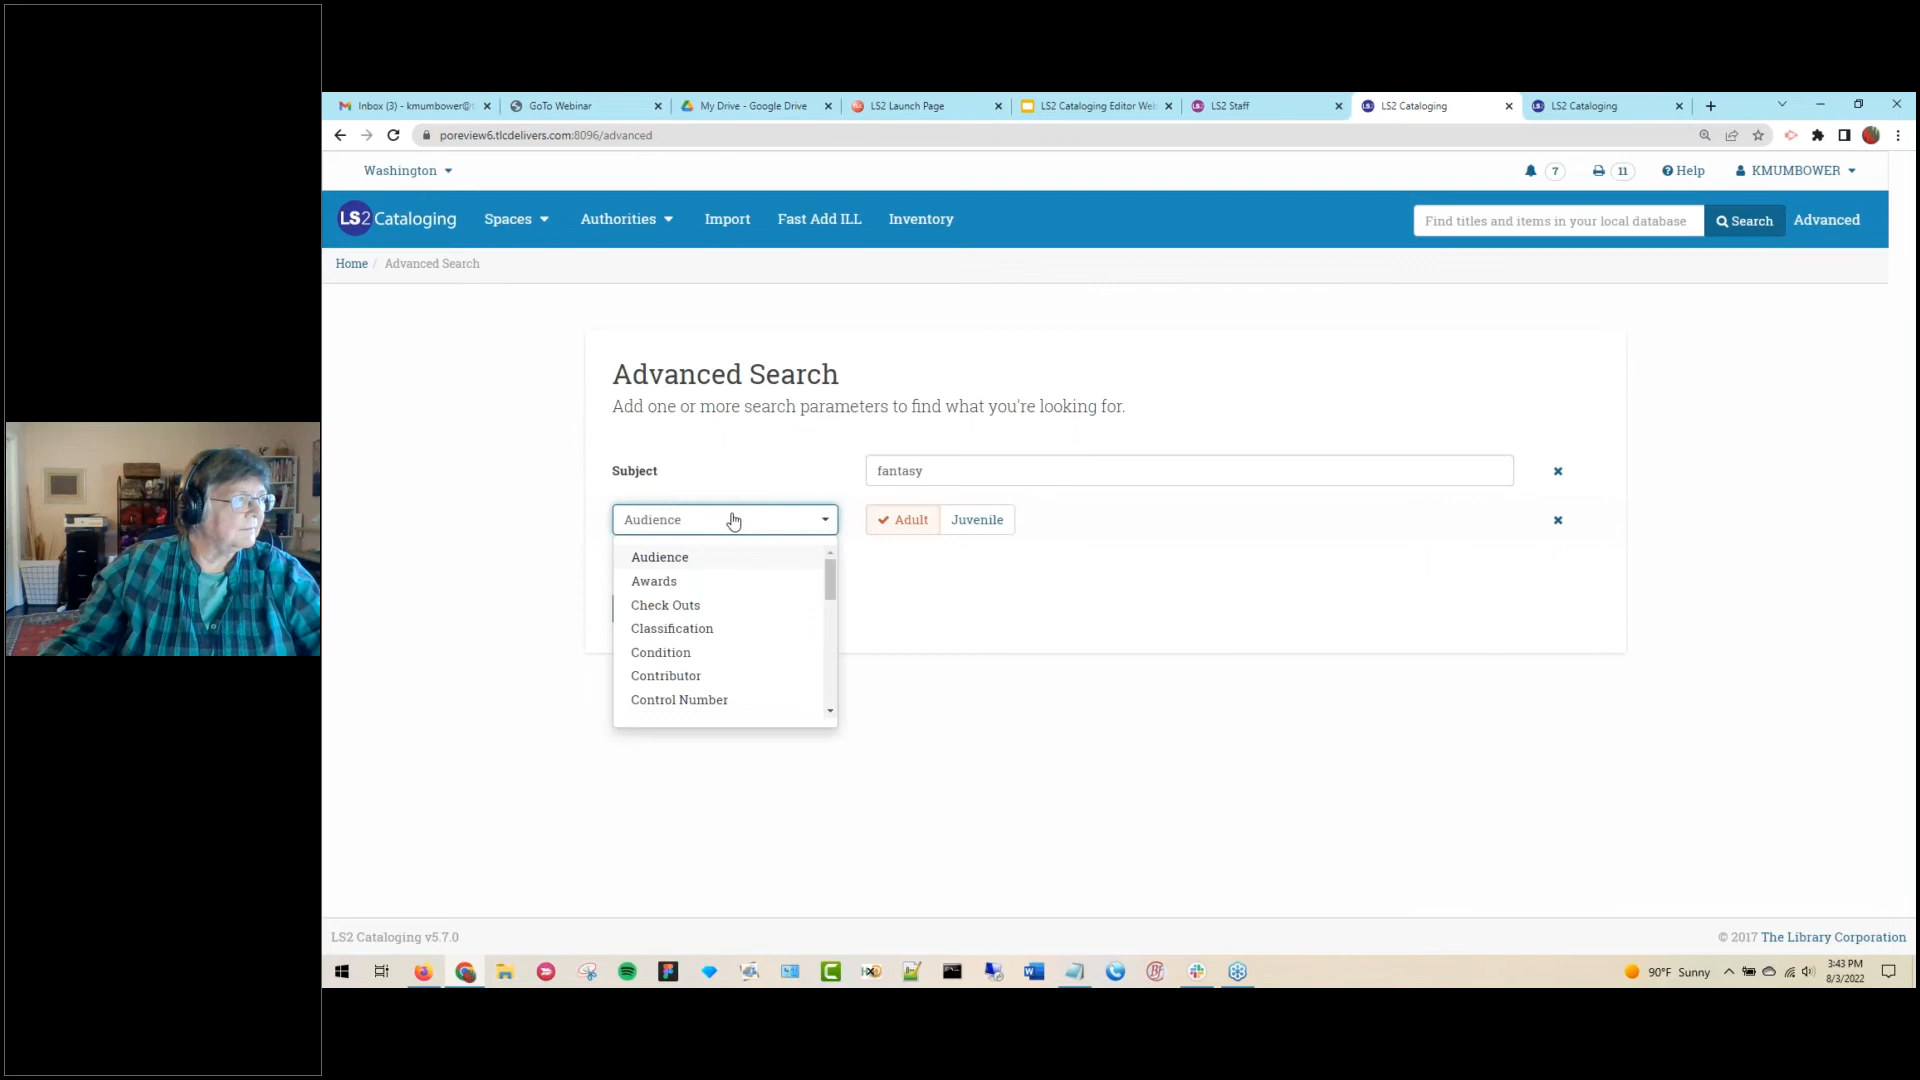 Inbox (3) - kmumbower@t
GoTo Webinar
My Drive - Google Drive
LS2 Launch Page
LS2 Cataloging Editor Web
LS2 Staff
LS2 Cataloging
LS2 Cataloging
poreview6.tlcdelivers.com:8096/advanced
Washington
7
11
Help
KMUMBOWER
LS2 Cataloging
Spaces
Authorities
Import
Fast Add ILL
Inventory
Find titles and items in your local database
Search
Advanced
Home / Advanced Search
Advanced Search
Add one or more search parameters to find what you're looking for.
Subject
fantasy
Audience
Adult
Juvenile
Audience
Awards
Check Outs
Classification
Condition
Contributor
Control Number
LS2 Cataloging v5.7.0
© 2017 The Library Corporation
90°F Sunny
3:43 PM
8/3/2022